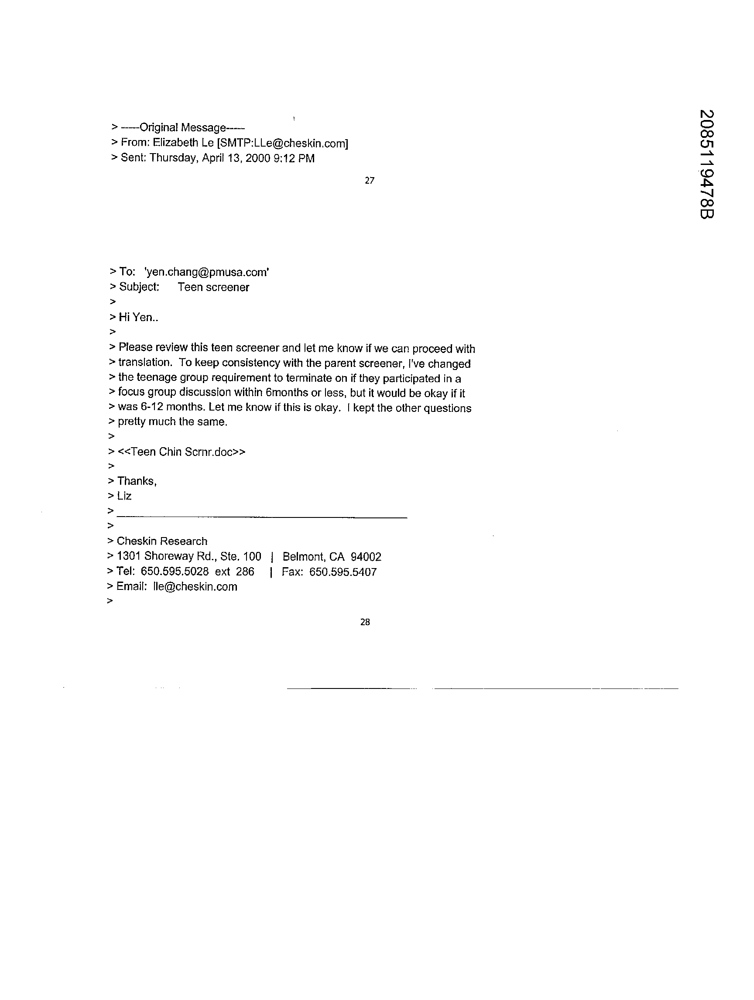 > -----Original Message-----
> From: Elizabeth Le [SMTP:LLe@cheskin.com]
> Sent: Thursday, April 13, 2000 9:12 PM
27
2085119478B
> To: 'yen.chang@pmusa.com'
> Subject: Teen screener
>
> Hi Yen..
>
> Please review this teen screener and let me know if we can proceed with
> translation. To keep consistency with the parent screener, I've changed
> the teenage group requirement to terminate on if they participated in a
> focus group discussion within 6months or less, but it would be okay if it
> was 6-12 months. Let me know if this is okay. I kept the other questions
> pretty much the same.
>
> <<Teen Chin Scrnr.doc>>
>
> Thanks,
> Liz
> ______________________________________________
>
> Cheskin Research
> 1301 Shoreway Rd., Ste. 100 | Belmont, CA 94002
> Tel: 650.595.5028 ext 286 | Fax: 650.595.5407
> Email: lle@cheskin.com
>
28